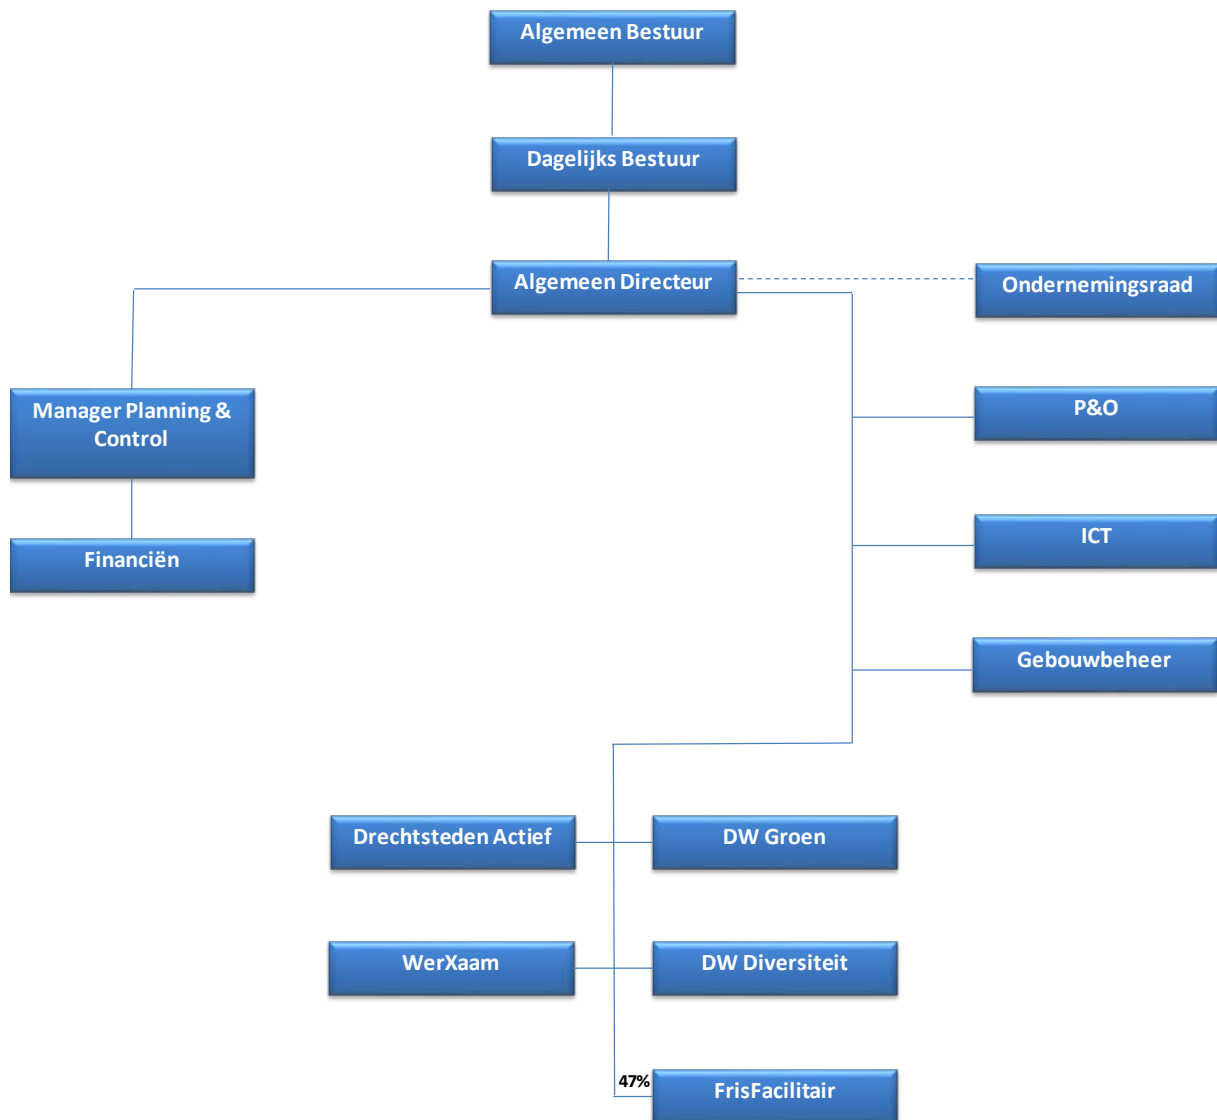 Algemeen Bestuur
Dagelijks Bestuur
Algemeen Directeur
Ondernemingsraad
Manager Planning &
Control
P&O
ICT
Financiën
Gebouwbeheer
Drechtsteden Actief
DW Groen
WerXaam
DW Diversiteit
47%
FrisFacilitair